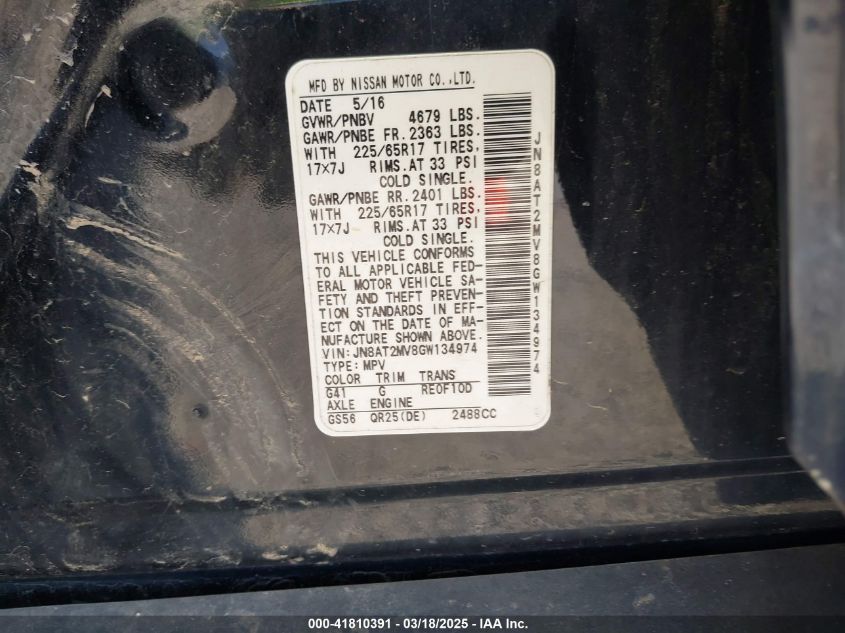 MFD BY NISSAN MOTOR CO.,LTD.
DATE 5/16
GVWR/PNBV 4679 LBS.
GAWR/PNBE FR. 2363 LBS.
WITH 225/65R17 TIRES,
17×7J RIMS.AT 33 PSI
COLD SINGLE.
GAWR/PNBE RR. 2401 LBS.
WITH 225/65R17 TIRES,
17×7J RIMS.AT 33 PSI
COLD SINGLE.
THIS VEHICLE CONFORMS
TO ALL APPLICABLE FED-
ERAL MOTOR VEHICLE SA-
FETY AND THEFT PREVEN-
TION STANDARDS IN EFF-
ECT ON THE DATE OF MA-
NUFACTURE SHOWN ABOVE.
VIN:JN8AT2MV8GW134974
TYPE:MPV
COLOR TRIM TRANS
G41 G RE0F10D
AXLE ENGINE
GS56 QR25(DE) 2488CC
JN8AT2MV8GW134974
000-41810391 - 03/18/2025 - IAA Inc.